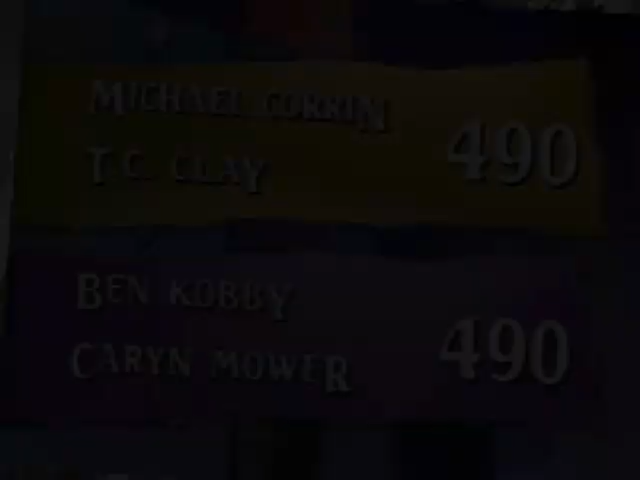 MICHAEL CORRIN
T.C. CLAY
490
BEN KOBBY
CARYN MOWER
490